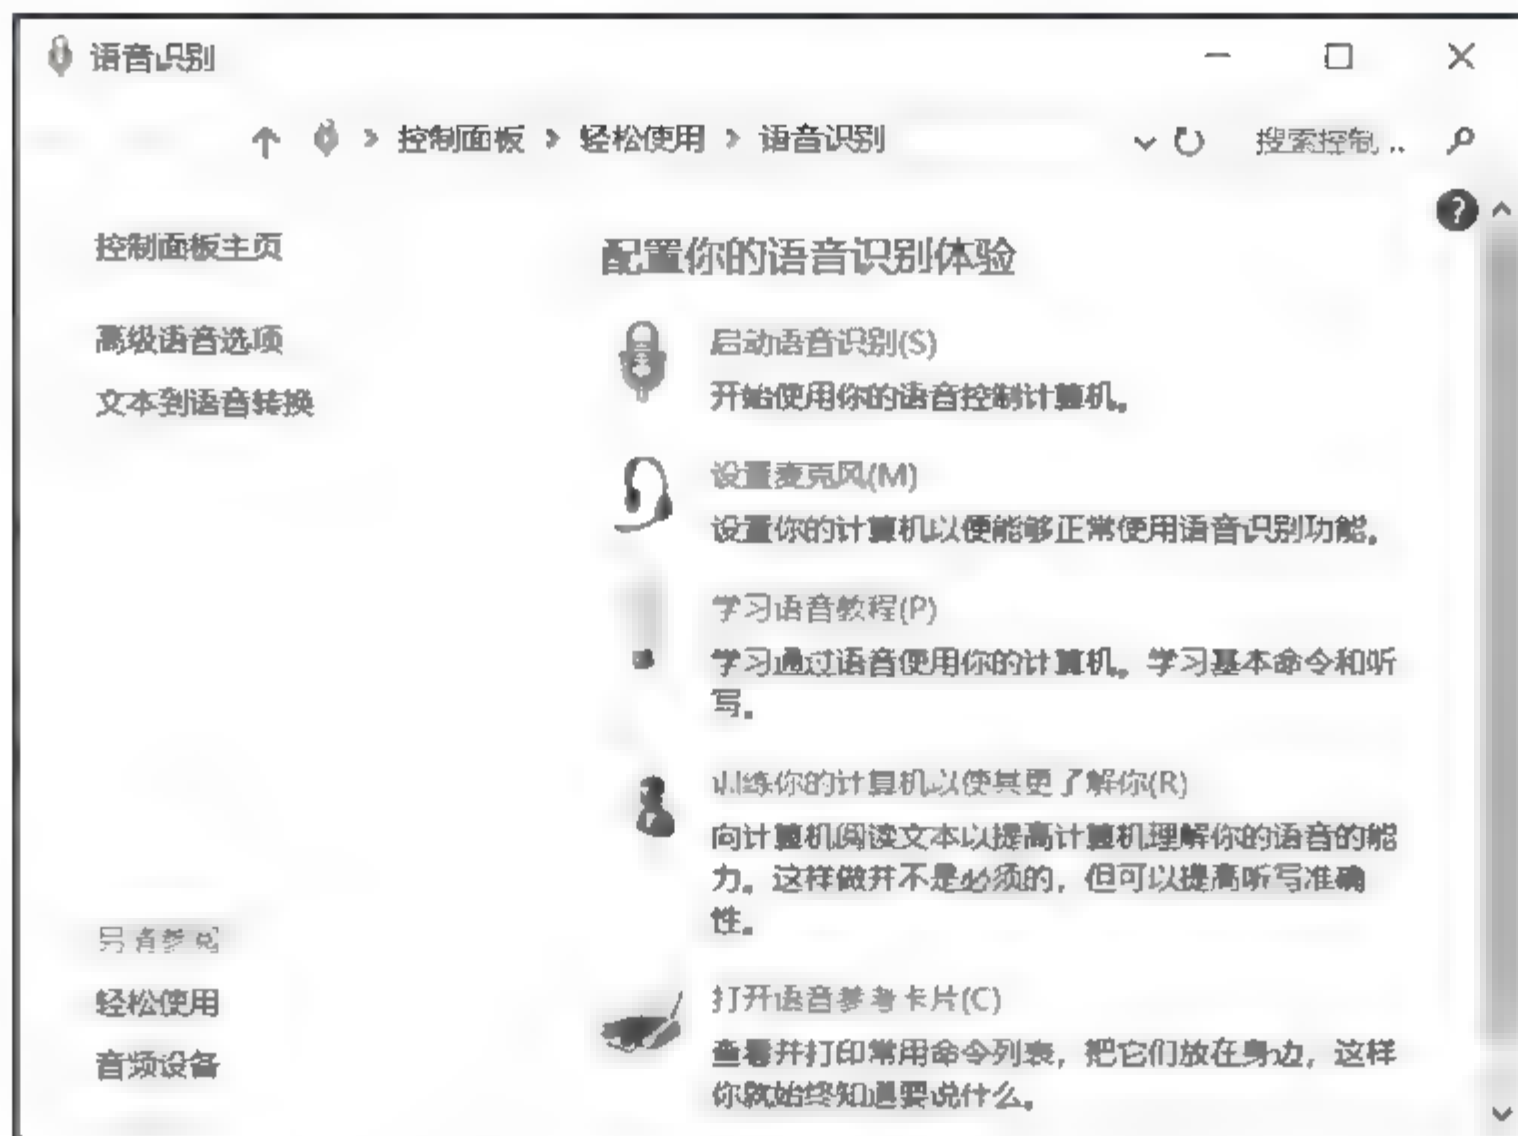 语音识别
控制面板 > 轻松使用 > 语音识别
搜索控制...
控制面板主页
高级语音选项
文本到语音转换
配置你的语音识别体验
启动语音识别(S)
开始使用你的语音控制计算机。
设置麦克风(M)
设置你的计算机以便能够正常使用语音识别功能。
学习语音教程(P)
学习通过语音使用你的计算机。学习基本命令和听
写。
训练你的计算机以使其更了解你(R)
向计算机阅读文本以提高计算机理解你的语音的能
力。这样做并不是必须的，但可以提高听写准确
性。
打开语音参考卡片(C)
查看并打印常用命令列表，把它们放在身边，这样
你就始终知道要说什么。
另请参阅
轻松使用
音频设备